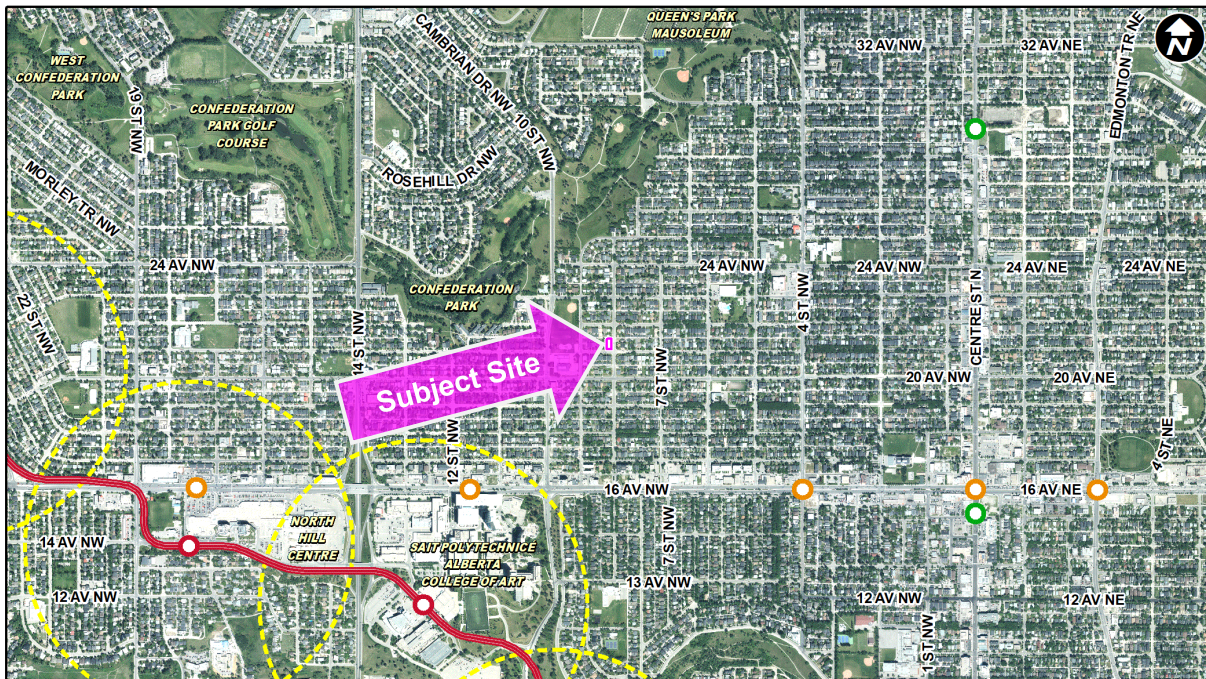 QUEEN'S PARK
MAUSOLEUM
32 AV NW
32 AV NE
N
WEST
CONFEDERATION
PARK
19 ST NW
CONFEDERATION
PARK GOLF
COURSE
CAMBRIAN DR NW
10 ST NW
EDMONTON TR NE
MORLEY TR NW
ROSEHILL DR NW
24 AV NW
24 AV NW
24 AV NW
24 AV NE
24 AV NE
22 ST NW
CONFEDERATION
PARK
14 ST NW
4 ST NW
CENTRE ST N
Subject Site
7 ST NW
20 AV NW
20 AV NE
12 ST NW
4 ST NE
16 AV NW
16 AV NE
NORTH
HILL
CENTRE
14 AV NW
SAIT POLYTECHNICE
ALBERTA
COLLEGE OF ART
7 ST NW
13 AV NW
12 AV NW
12 AV NW
12 AV NE
1 ST NW